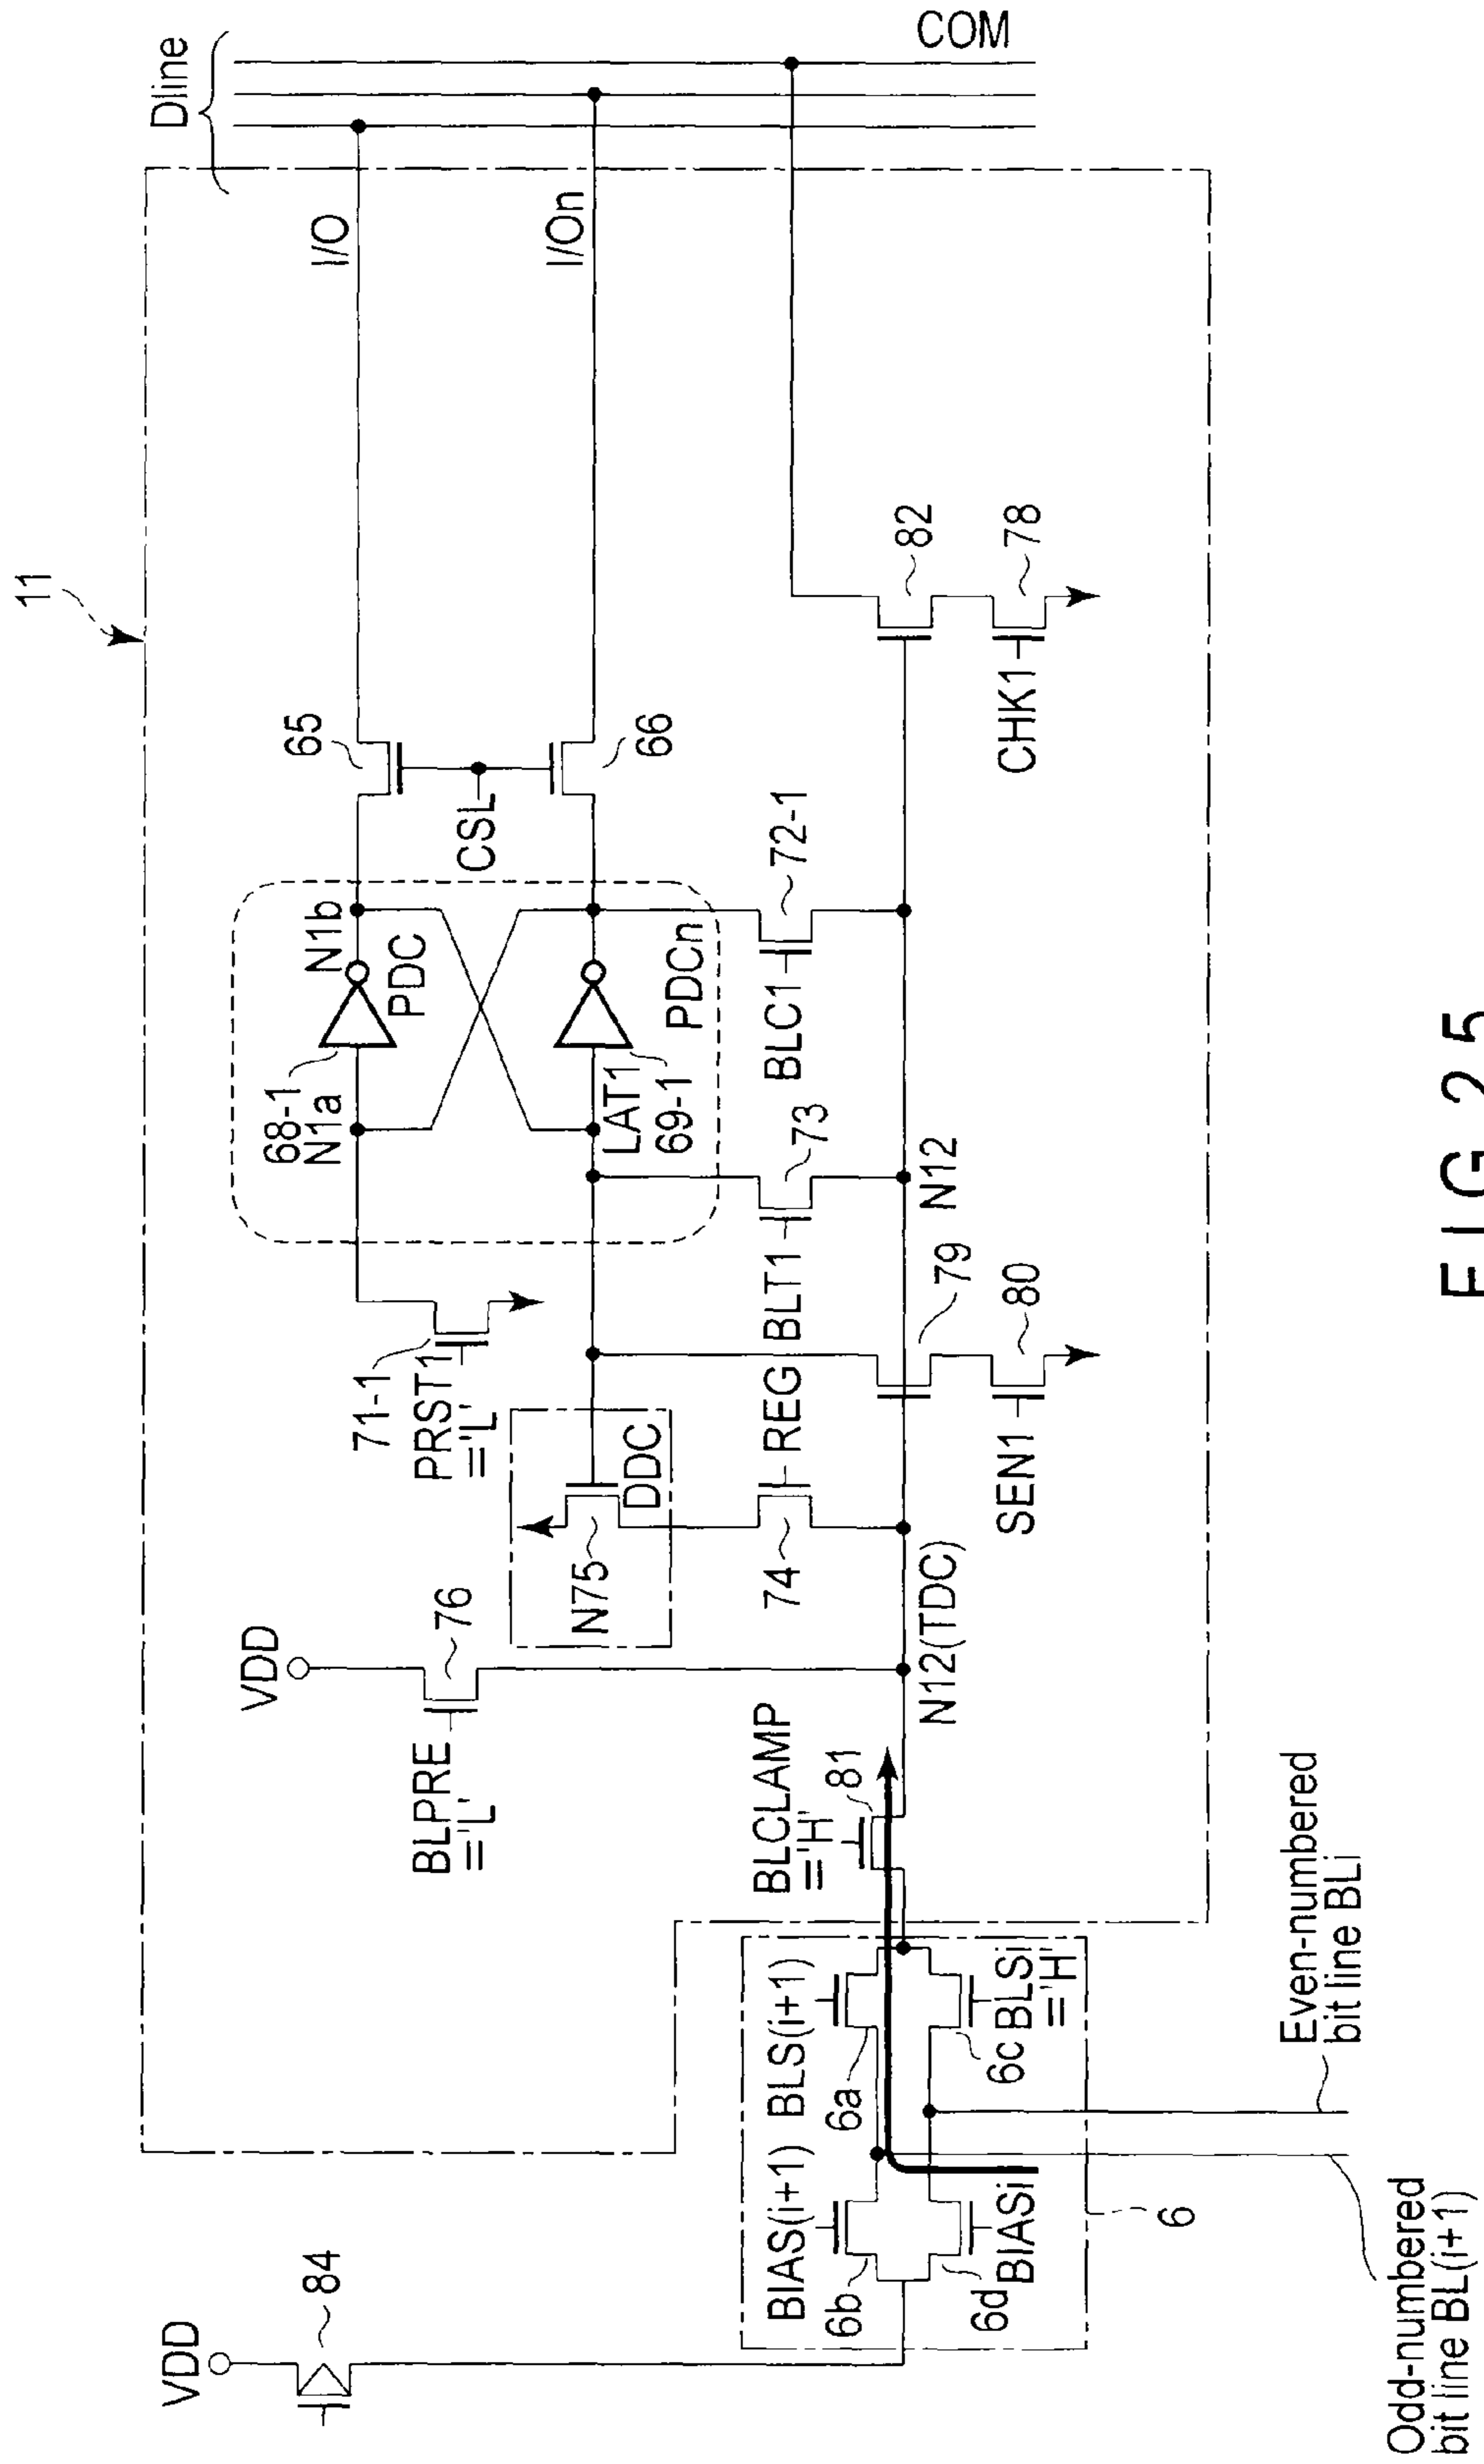 11
Dline
COM
I/O
I/On
65
66
CSL
N1b
PDC
68-1
N1a
LAT1
69-1
PDCn
71-1
PRST1
='L'
DDC
N75
VDD
76
BLPRE
='L'
72-1
BLC1
73
BLT1
REG
74
82
78
CHK1
N12
79
80
SEN1
N12(TDC)
BLCLAMP
='H'
81
VDD
84
BLS(i+1)
BIAS(i+1)
6a
6b
6c
6d
BLSi
='H'
BIASi
6
Even-numbered
bit line BLi
Odd-numbered
bit line BL(i+1)
FIG 25